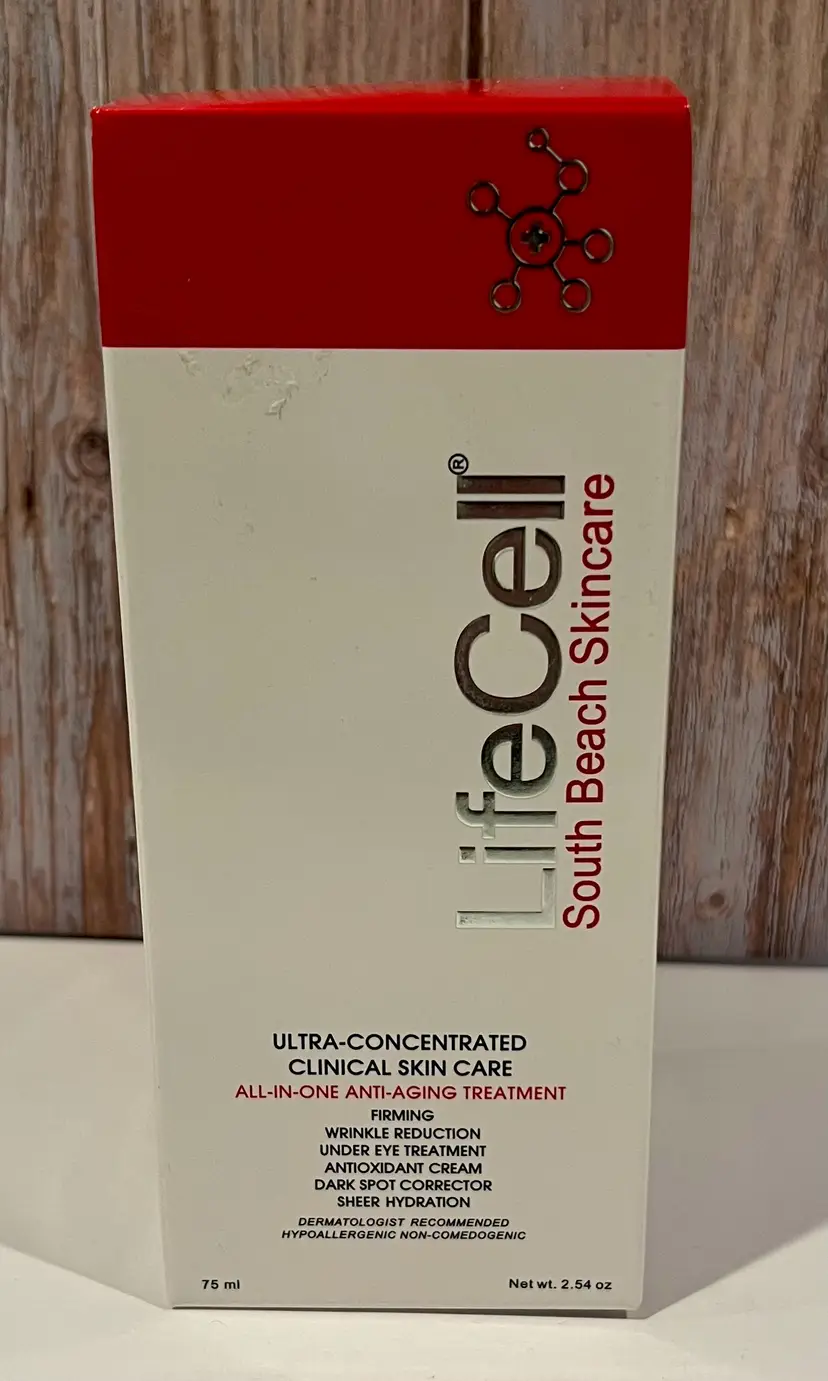 LifeCell®
South Beach Skincare
ULTRA-CONCENTRATED
CLINICAL SKIN CARE
ALL-IN-ONE ANTI-AGING TREATMENT
FIRMING
WRINKLE REDUCTION
UNDER EYE TREATMENT
ANTIOXIDANT CREAM
DARK SPOT CORRECTOR
SHEER HYDRATION
DERMATOLOGIST RECOMMENDED
HYPOALLERGENIC NON-COMEDOGENIC
75 ml Net wt. 2.54 oz